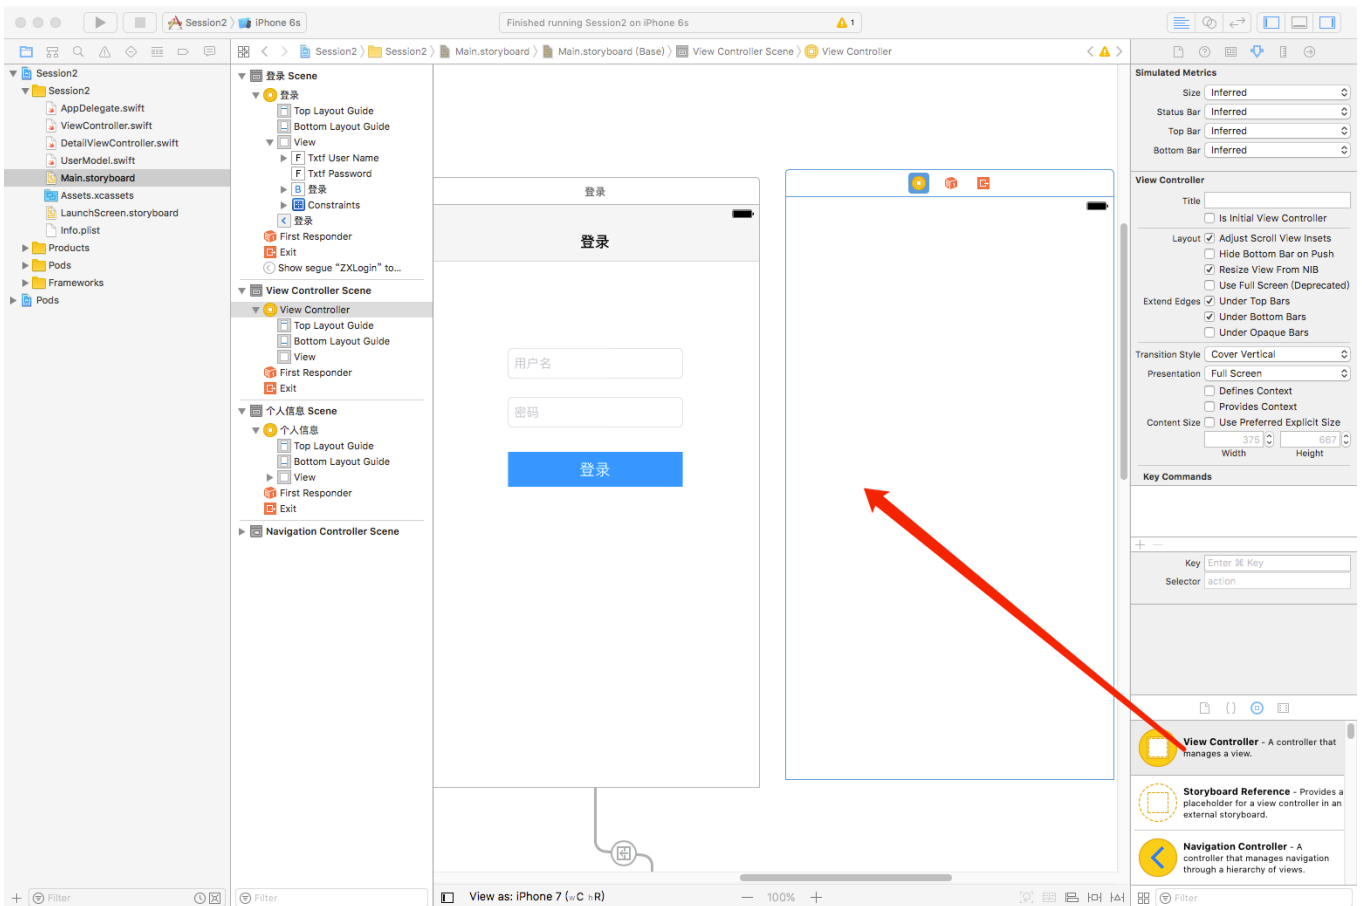 Session2 〉 iPhone 6s
Finished running Session2 on iPhone 6s
1
Session2 〉 Session2 〉 Main.storyboard 〉 Main.storyboard (Base) 〉 View Controller Scene 〉 View Controller
Session2
Session2
AppDelegate.swift
ViewController.swift
DetailViewController.swift
UserModel.swift
Main.storyboard
Assets.xcassets
LaunchScreen.storyboard
Info.plist
Products
Pods
Frameworks
Pods
Filter
登录 Scene
登录
Top Layout Guide
Bottom Layout Guide
View
F Txtf User Name
F Txtf Password
B 登录
Constraints
登录
First Responder
Exit
Show segue "ZXLogin" to...
View Controller Scene
View Controller
Top Layout Guide
Bottom Layout Guide
View
First Responder
Exit
个人信息 Scene
个人信息
Top Layout Guide
Bottom Layout Guide
View
First Responder
Exit
Navigation Controller Scene
Filter
登录
登录
用户名
密码
登录
View as: iPhone 7 (wC hR)
100%
Simulated Metrics
Size Inferred
Status Bar Inferred
Top Bar Inferred
Bottom Bar Inferred
View Controller
Title
Is Initial View Controller
Layout Adjust Scroll View Insets
Hide Bottom Bar on Push
Resize View From NIB
Use Full Screen (Deprecated)
Extend Edges Under Top Bars
Under Bottom Bars
Under Opaque Bars
Transition Style Cover Vertical
Presentation Full Screen
Defines Context
Provides Context
Content Size Use Preferred Explicit Size
375 667
Width Height
Key Commands
Key Enter ⌘ Key
Selector action
View Controller - A controller that
manages a view.
Storyboard Reference - Provides a
placeholder for a view controller in an
external storyboard.
Navigation Controller - A
controller that manages navigation
through a hierarchy of views.
Filter